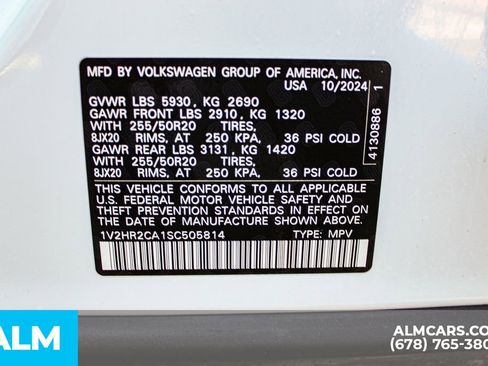 MFD BY VOLKSWAGEN GROUP OF AMERICA, INC.
USA 10/2024
GVWR LBS 5930, KG 2690
GAWR FRONT LBS 2910, KG 1320
WITH 255/50R20 TIRES,
8JX20 RIMS, AT 250 KPA, 36 PSI COLD
GAWR REAR LBS 3131, KG 1420
WITH 255/50R20 TIRES,
8JX20 RIMS, AT 250 KPA, 36 PSI COLD
THIS VEHICLE CONFORMS TO ALL APPLICABLE
U.S. FEDERAL MOTOR VEHICLE SAFETY, BUMPER,
AND THEFT PREVENTION STANDARDS IN EFFECT ON
THE DATE OF MANUFACTURE SHOWN ABOVE.
1V2HR2CA1SC505814 TYPE: MPV
4130886 1
ALM
ALMCARS.CO
(678) 765-380